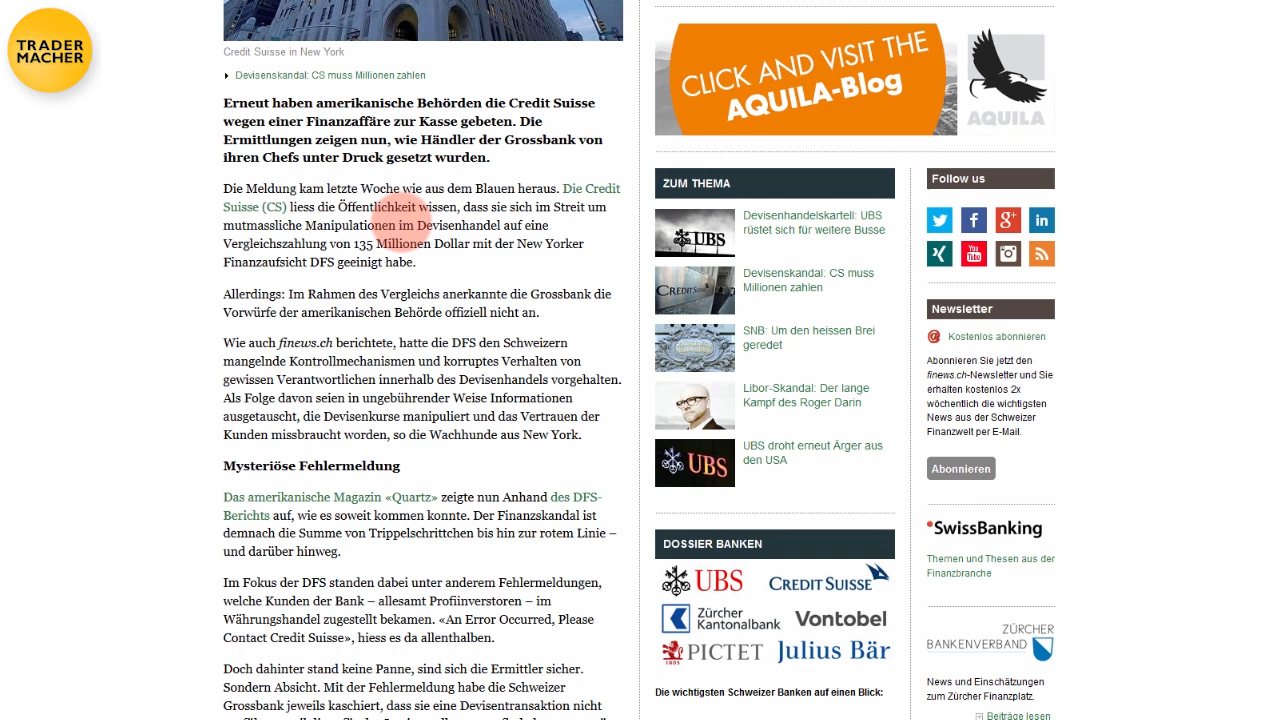 TRADER
MACHER
Credit Suisse in New York
Devisenskandal: CS muss Millionen zahlen
Erneut haben amerikanische Behörden die Credit Suisse
wegen einer Finanzaffäre zur Kasse gebeten. Die
Ermittlungen zeigen nun, wie Händler der Grossbank von
ihren Chefs unter Druck gesetzt wurden.
Die Meldung kam letzte Woche wie aus dem Blauen heraus. Die Credit
Suisse (CS) liess die Öffentlichkeit wissen, dass sie sich im Streit um
mutmassliche Manipulationen im Devisenhandel auf eine
Vergleichszahlung von 135 Millionen Dollar mit der New Yorker
Finanzaufsicht DFS geeinigt habe.
Allerdings: Im Rahmen des Vergleichs anerkannte die Grossbank die
Vorwürfe der amerikanischen Behörde offiziell nicht an.
Wie auch finews.ch berichtete, hatte die DFS den Schweizern
mangelnde Kontrollmechanismen und korruptes Verhalten von
gewissen Verantwortlichen innerhalb des Devisenhandels vorgehalten.
Als Folge davon seien in ungebührender Weise Informationen
ausgetauscht, die Devisenkurse manipuliert und das Vertrauen der
Kunden missbraucht worden, so die Wachhunde aus New York.
Mysteriöse Fehlermeldung
Das amerikanische Magazin «Quartz» zeigte nun Anhand des DFS-
Berichts auf, wie es soweit kommen konnte. Der Finanzskandal ist
demnach die Summe von Trippelschrittchen bis hin zur rotem Linie –
und darüber hinweg.
Im Fokus der DFS standen dabei unter anderem Fehlermeldungen,
welche Kunden der Bank – allesamt Profiinverstoren – im
Währungshandel zugestellt bekamen. «An Error Occurred, Please
Contact Credit Suisse», hiess es da allenthalben.
Doch dahinter stand keine Panne, sind sich die Ermittler sicher.
Sondern Absicht. Mit der Fehlermeldung habe die Schweizer
Grossbank jeweils kaschiert, dass sie eine Devisentransaktion nicht
CLICK AND VISIT THE
AQUILA-Blog
AQUILA
ZUM THEMA
UBS
Devisenhandelskartell: UBS
rüstet sich für weitere Busse
CREDIT SUISSE
Devisenskandal: CS muss
Millionen zahlen
SNB: Um den heissen Brei
geredet
Libor-Skandal: Der lange
Kampf des Roger Darin
UBS
UBS droht erneut Ärger aus
den USA
DOSSIER BANKEN
UBS
CREDIT SUISSE
Zürcher
Kantonalbank
Vontobel
PICTET
1805
Julius Bär
Die wichtigsten Schweizer Banken auf einen Blick:
Follow us
You
Tube
Newsletter
@ Kostenlos abonnieren
Abonnieren Sie jetzt den
finews.ch-Newsletter und Sie
erhalten kostenlos 2x
wöchentlich die wichtigsten
News aus der Schweizer
Finanzwelt per E-Mail.
Abonnieren
SwissBanking
Themen und Thesen aus der
Finanzbranche
ZÜRCHER
BANKENVERBAND
News und Einschätzungen
zum Zürcher Finanzplatz.
Beiträge lesen